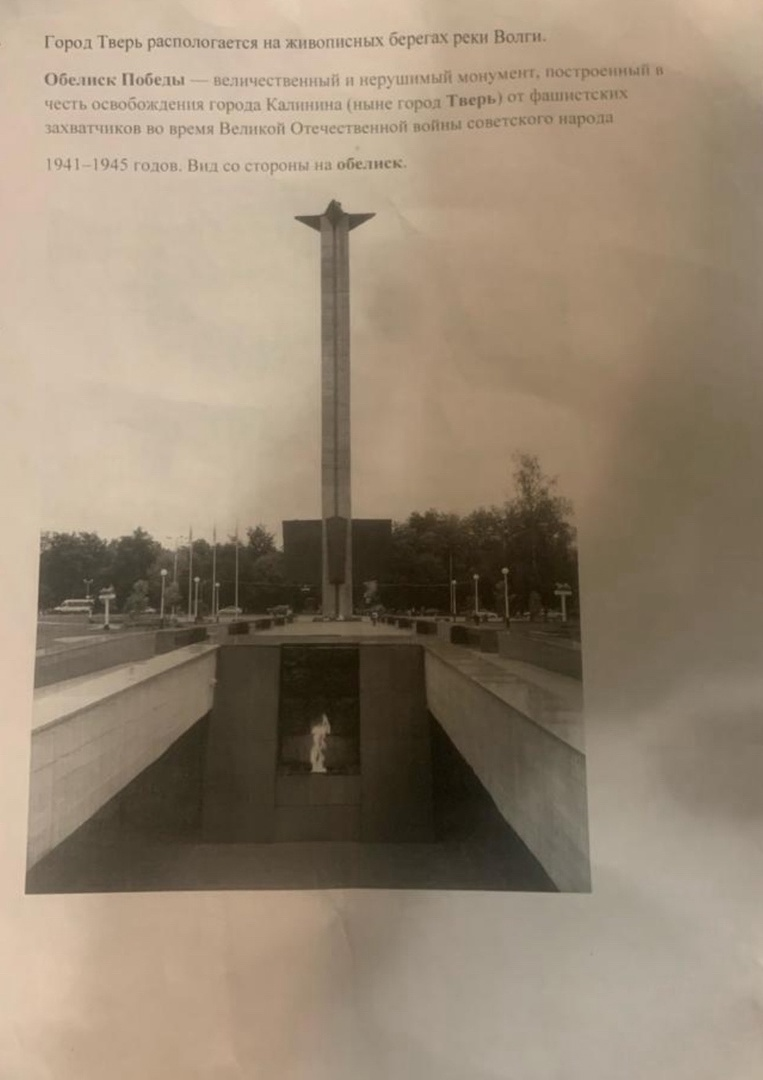 Город Тверь распологается на живописных берегах реки Волги.
Обелиск Победы — величественный и нерушимый монумент, построенный в
честь освобождения города Калинина (ныне город Тверь) от фашистских
захватчиков во время Великой Отечественной войны советского народа
1941–1945 годов. Вид со стороны на обелиск.